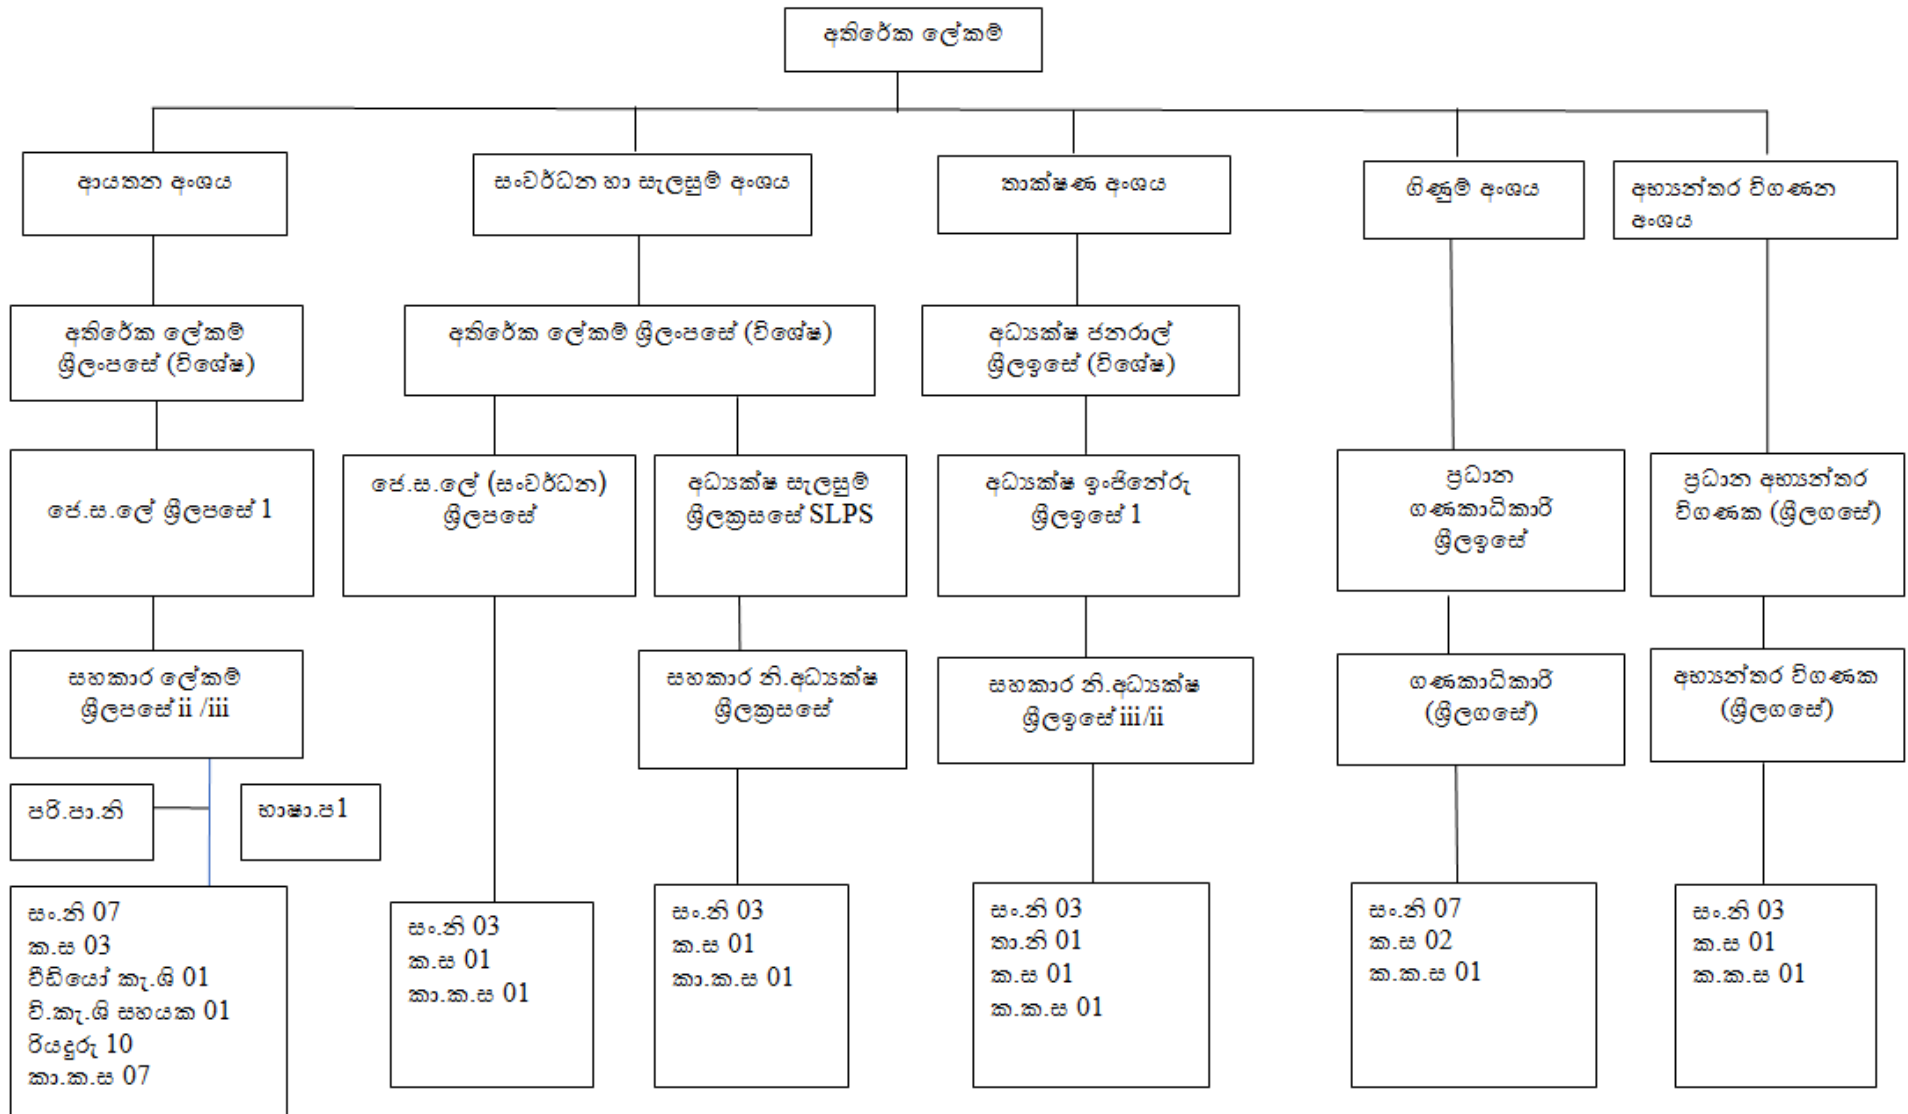 අතිරේක ලේකම්
ආයතන අංශය
සංවර්ධන හා සැලසුම් අංශය
තාක්ෂණ අංශය
ගිණුම් අංශය
අභ්‍යන්තර විගණන
අංශය
අතිරේක ලේකම්
ශ්‍රීලංපසේ (විශේෂ)
අතිරේක ලේකම් ශ්‍රීලංපසේ (විශේෂ)
අධ්‍යක්ෂ ජනරාල්
ශ්‍රීලඉසේ (විශේෂ)
ජෙ.ස.ලේ ශ්‍රීලපසේ 1
ජෙ.ස.ලේ (සංවර්ධන)
ශ්‍රීලපසේ
අධ්‍යක්ෂ සැලසුම්
ශ්‍රීලක්‍රසසේ SLPS
අධ්‍යක්ෂ ඉංජිනේරු
ශ්‍රීලඉසේ 1
ප්‍රධාන
ගණකාධිකාරී
ශ්‍රීලඉසේ
ප්‍රධාන අභ්‍යන්තර
විගණක (ශ්‍රීලගසේ)
සහකාර ලේකම්
ශ්‍රීලපසේ ii /iii
සහකාර නි.අධ්‍යක්ෂ
ශ්‍රීලක්‍රසසේ
සහකාර නි.අධ්‍යක්ෂ
ශ්‍රීලඉසේ iii/ii
ගණකාධිකාරී
(ශ්‍රීලගසේ)
අභ්‍යන්තර විගණක
(ශ්‍රීලගසේ)
පරි.පා.නි
භාෂා.ප1
සං.නි 07
ක.ස 03
වීඩියෝ කැ.ශි 01
වි.කැ.ශි සහයක 01
රියදුරු 10
කා.ක.ස 07
සං.නි 03
ක.ස 01
කා.ක.ස 01
සං.නි 03
ක.ස 01
කා.ක.ස 01
සං.නි 03
තා.නි 01
ක.ස 01
ක.ක.ස 01
සං.නි 07
ක.ස 02
ක.ක.ස 01
සං.නි 03
ක.ස 01
ක.ක.ස 01